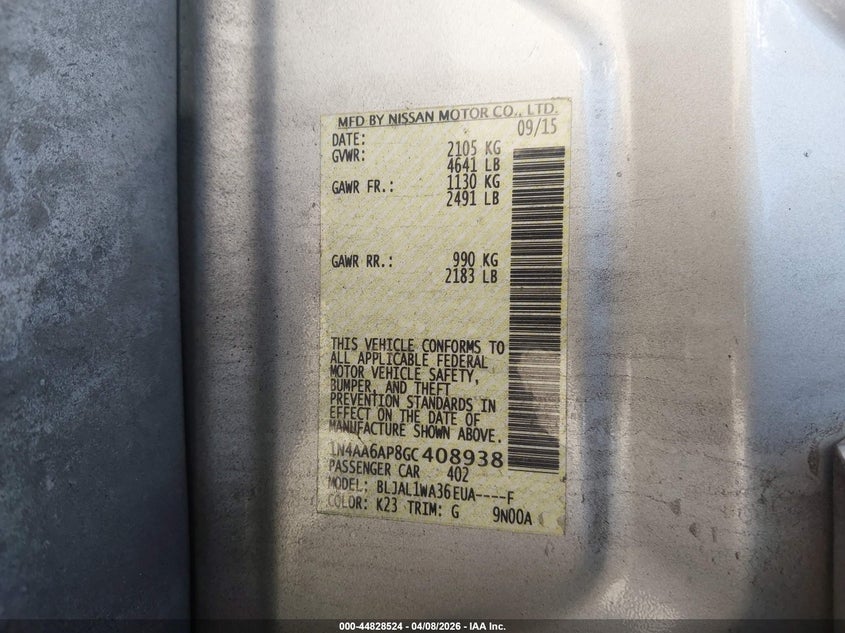 MFD BY NISSAN MOTOR CO., LTD.
DATE: 09/15
GVWR: 2105 KG
4641 LB
GAWR FR.: 1130 KG
2491 LB
GAWR RR.: 990 KG
2183 LB
THIS VEHICLE CONFORMS TO
ALL APPLICABLE FEDERAL
MOTOR VEHICLE SAFETY,
BUMPER, AND THEFT
PREVENTION STANDARDS IN
EFFECT ON THE DATE OF
MANUFACTURE SHOWN ABOVE.
1N4AA6AP8GC408938
PASSENGER CAR 402
MODEL: BLJAL1WA36EUA----F
COLOR: K23 TRIM: G 9N00A
000-44828524 | 04/08/2026 - IAA Inc.